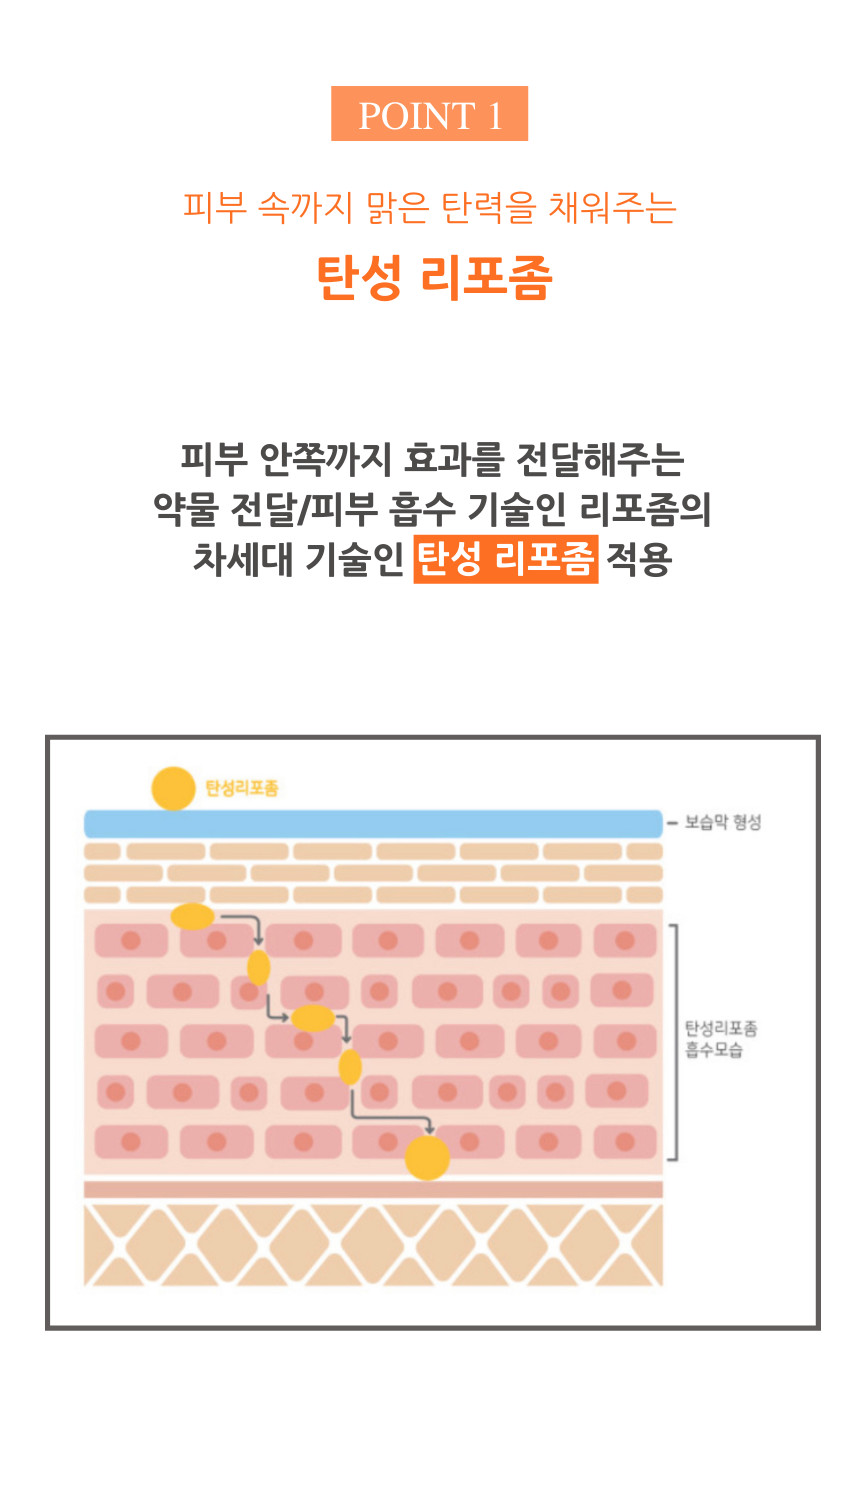 POINT 1
피부 속까지 맑은 탄력을 채워주는
탄성 리포좀
피부 안쪽까지 효과를 전달해주는
약물 전달/피부 흡수 기술인 리포좀의
차세대 기술인 탄성 리포좀 적용
탄성리포좀
보습막 형성
탄성리포좀
흡수모습